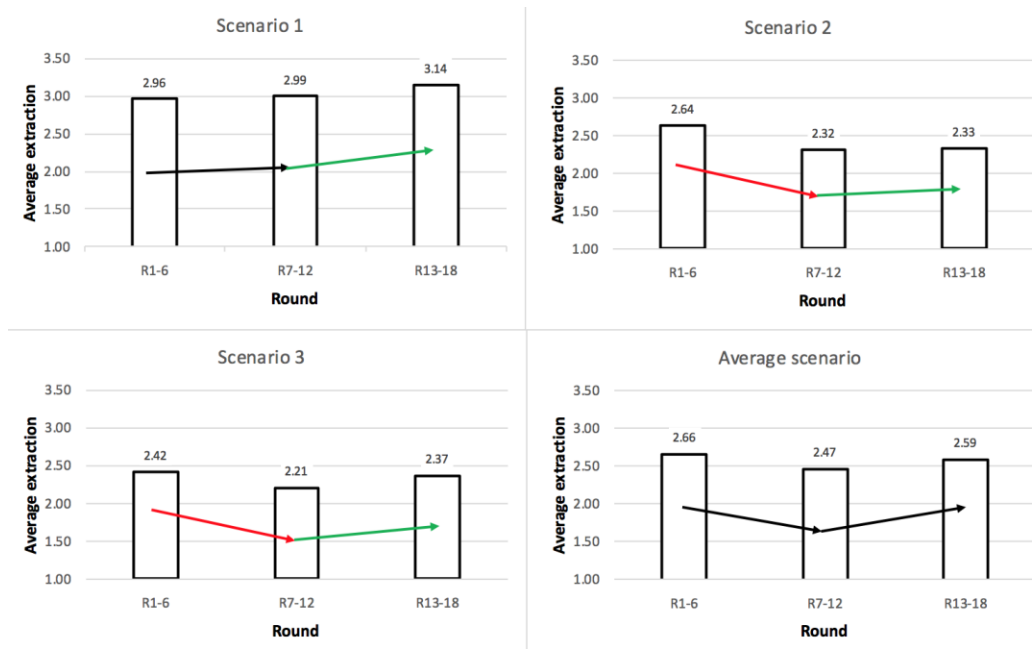 Scenario 1
Average extraction
3.50
3.00
2.50
2.00
1.50
1.00
2.96
2.99
3.14
R1-6
R7-12
R13-18
Round
Scenario 2
Average extraction
3.50
3.00
2.50
2.00
1.50
1.00
2.64
2.32
2.33
R1-6
R7-12
R13-18
Round
Scenario 3
Average extraction
3.50
3.00
2.50
2.00
1.50
1.00
2.42
2.21
2.37
R1-6
R7-12
R13-18
Round
Average scenario
Average extraction
3.50
3.00
2.50
2.00
1.50
1.00
2.66
2.47
2.59
R1-6
R7-12
R13-18
Round